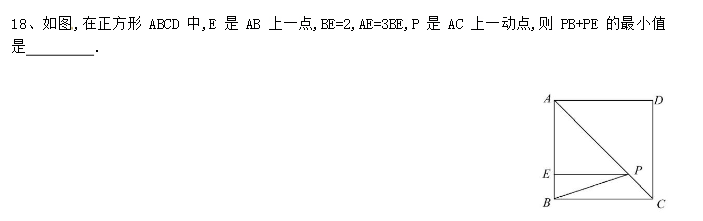 18、如图,在正方形 ABCD 中,E 是 AB 上一点,BE=2,AE=3BE,P 是 AC 上一动点,则 PB+PE 的最小值
是________.
A
D
E
P
B
C